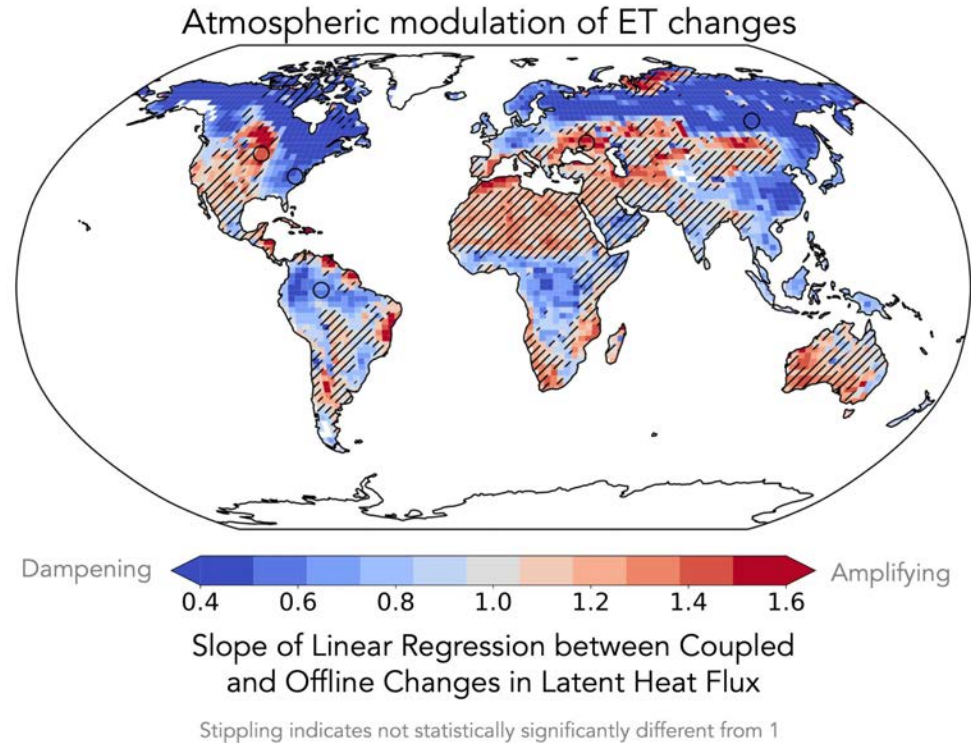 Atmospheric modulation of ET changes
Dampening
Amplifying
0.4 0.6 0.8 1.0 1.2 1.4 1.6
Slope of Linear Regression between Coupled
and Offline Changes in Latent Heat Flux
Stippling indicates not statistically significantly different from 1